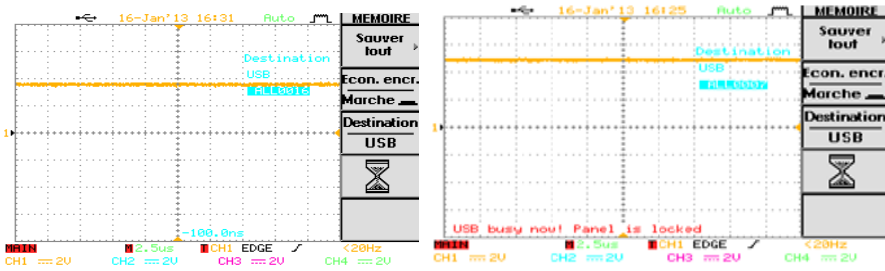 16-Jan'13 16:31 Auto MEMOIRE
Sauver
tout
Destination
USB
ALL0016
Econ. encr.
Marche
Destination
USB
1
-100.0ns
MAIN M 2.5us T CH1 EDGE <20Hz
CH1 2V CH2 2V CH3 2V CH4 2V
16-Jan'13 16:25 Auto MEMOIRE
Sauver
tout
Destination
USB
ALL0007
Econ. encr.
Marche
Destination
USB
1
USB busy now! Panel is locked
MAIN M 2.5us T CH1 EDGE <20Hz
CH1 2V CH2 2V CH3 2V CH4 2V